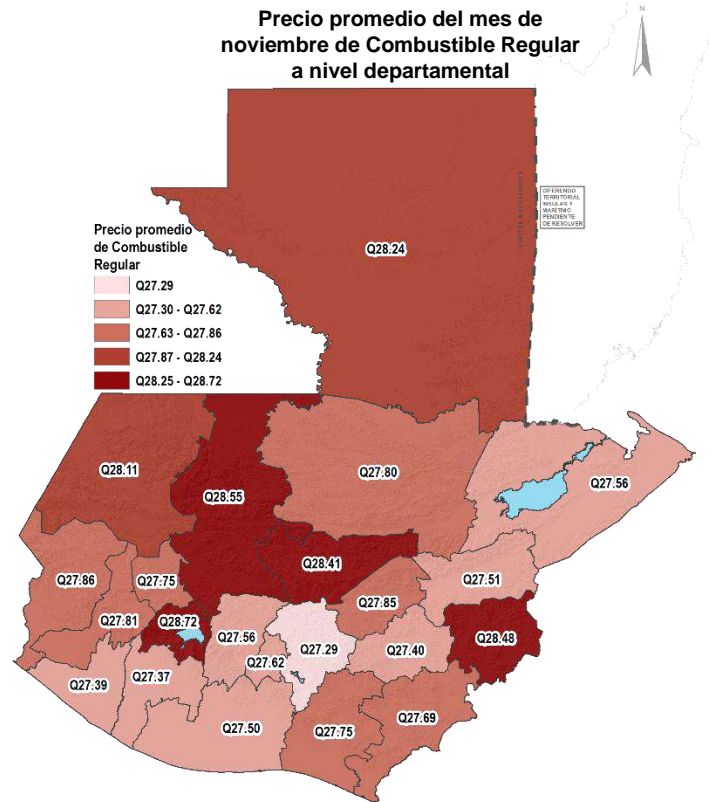 Precio promedio del mes de
noviembre de Combustible Regular
a nivel departamental
N
LÍMITE NO DEFINIDO
DIFERENDO
TERRITORIAL
INSULAR Y
MARÍTIMO
PENDIENTE
DE RESOLVER
Precio promedio
de Combustible
Regular
Q27.29
Q27.30 - Q27.62
Q27.63 - Q27.86
Q27.87 - Q28.24
Q28.25 - Q28.72
Q28.24
Q28.11
Q28.55
Q27.80
Q27.56
Q28.41
Q27.86
Q27.75
Q27.51
Q27.85
Q27.81
Q28.72
Q27.56
Q27.62
Q27.29
Q27.40
Q28.48
Q27.39
Q27.37
Q27.50
Q27.75
Q27.69